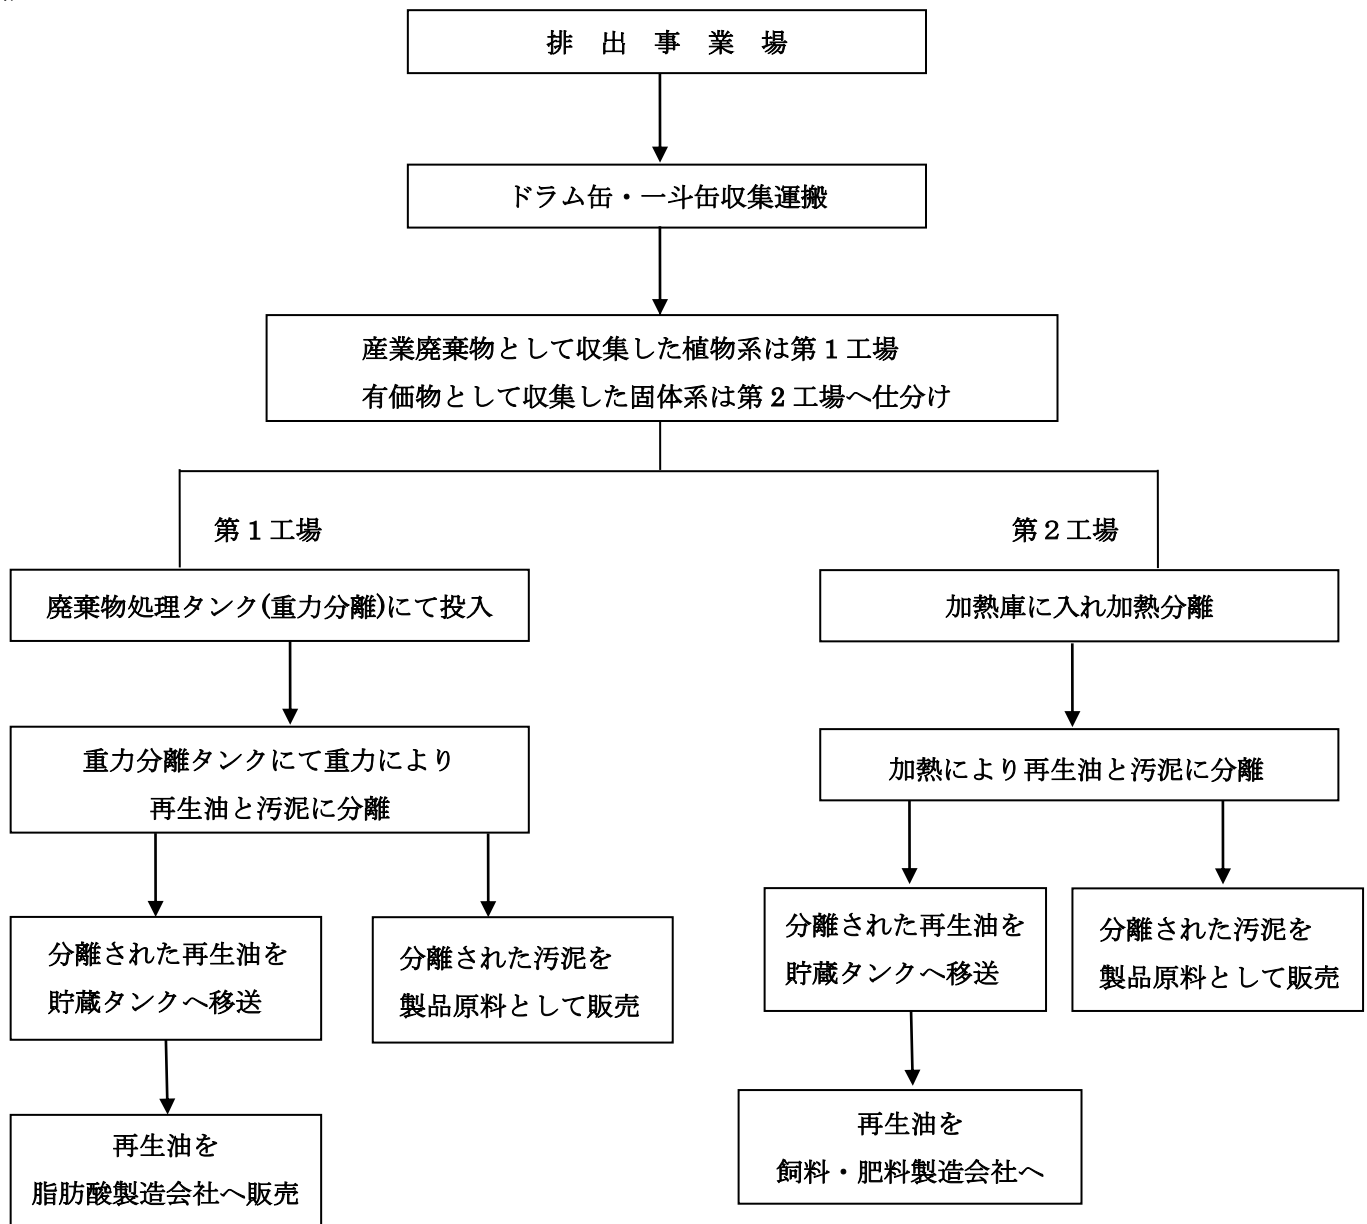 排　出　事　業　場
ドラム缶・一斗缶収集運搬
産業廃棄物として収集した植物系は第１工場
有価物として収集した固体系は第２工場へ仕分け
第１工場
第２工場
廃棄物処理タンク(重力分離)にて投入
加熱庫に入れ加熱分離
重力分離タンクにて重力により
再生油と汚泥に分離
加熱により再生油と汚泥に分離
分離された再生油を
貯蔵タンクへ移送
分離された汚泥を
製品原料として販売
分離された再生油を
貯蔵タンクへ移送
分離された汚泥を
製品原料として販売
再生油を
脂肪酸製造会社へ販売
再生油を
飼料・肥料製造会社へ